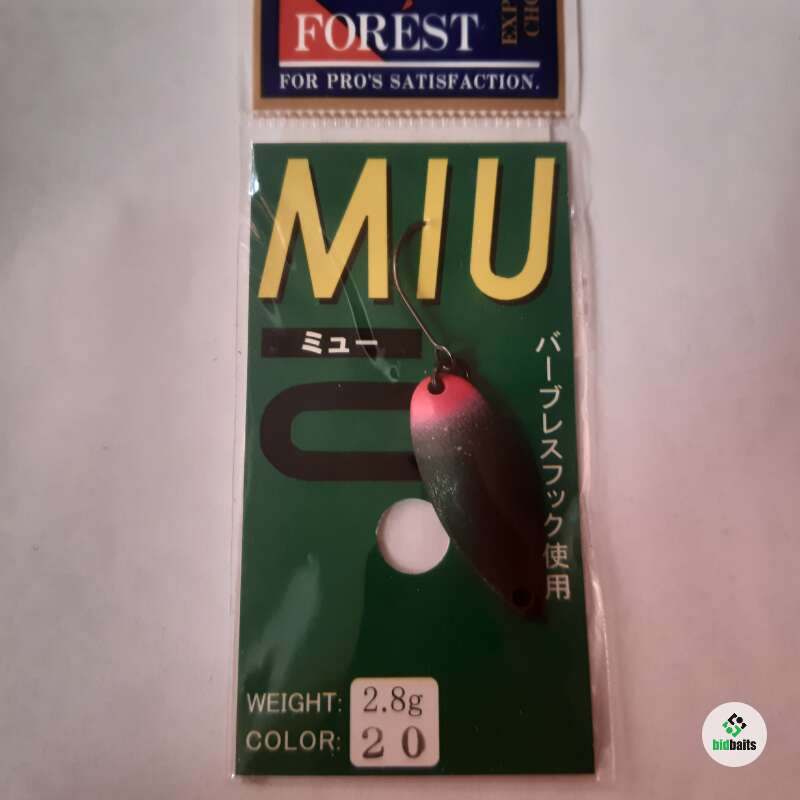 FORÉST
FOR PRO'S SATISFACTION.
MIU
ミュー
バーブレスフック使用
WEIGHT: 2.8g
COLOR: 20
bidbaits